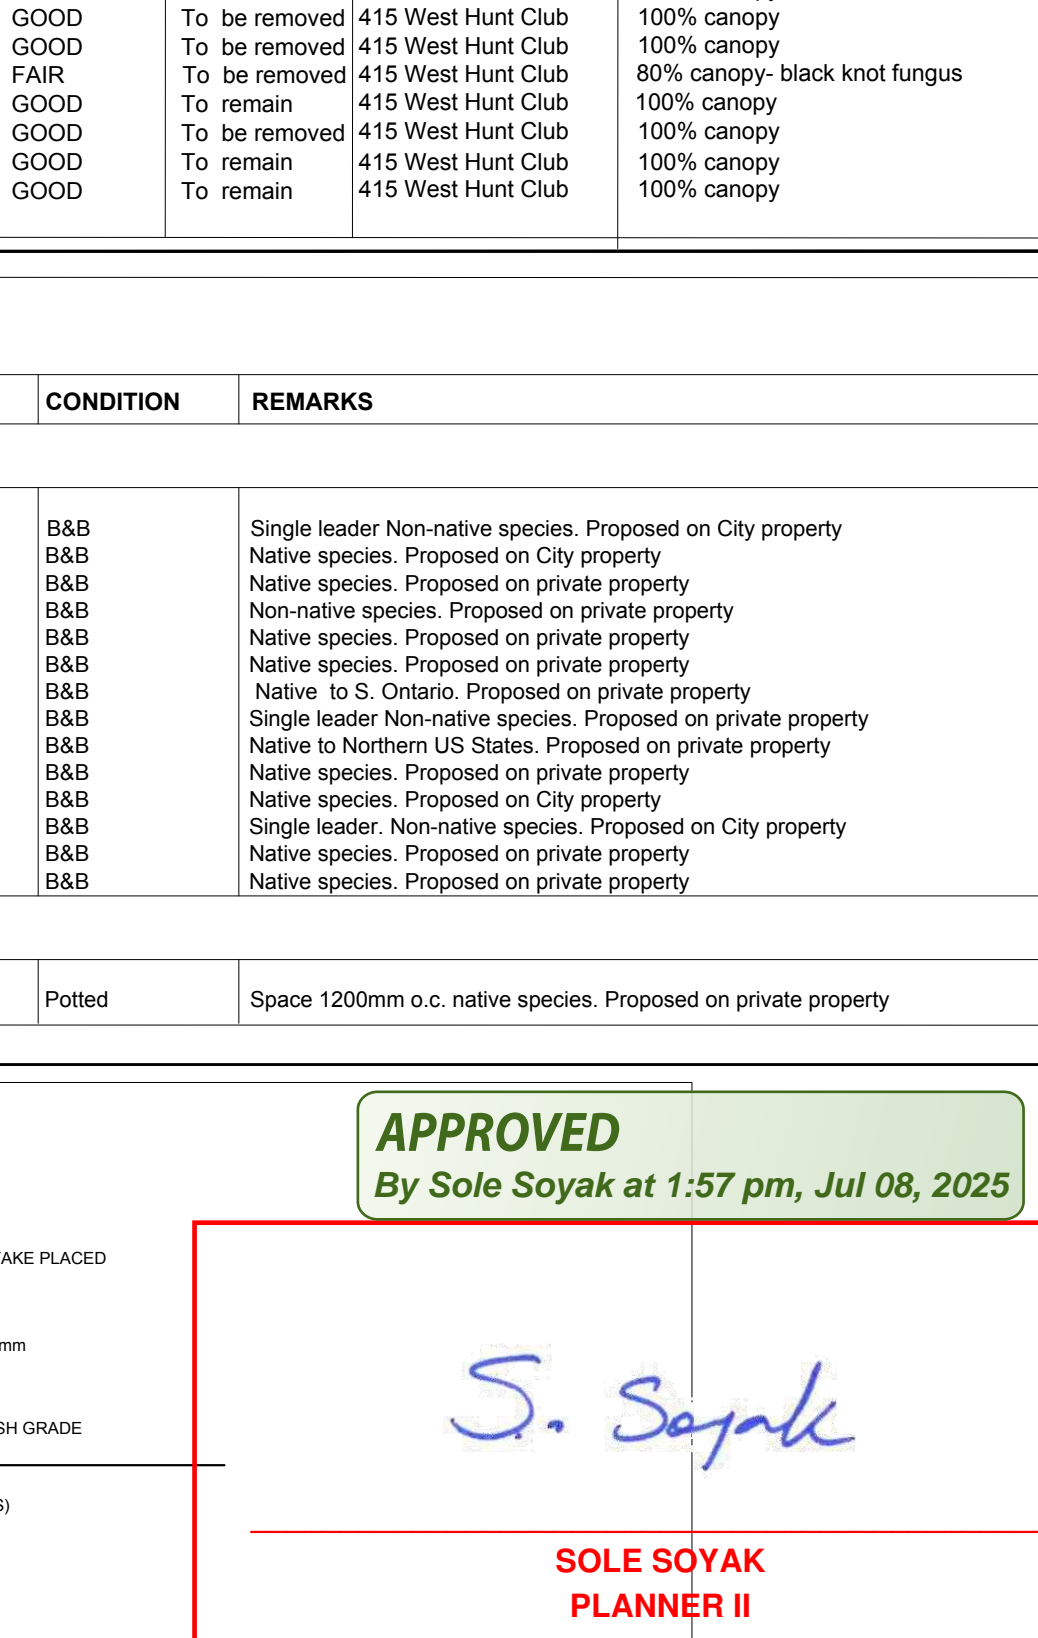 GOOD To be removed 415 West Hunt Club 100% canopy
GOOD To be removed 415 West Hunt Club 100% canopy
FAIR To be removed 415 West Hunt Club 80% canopy- black knot fungus
GOOD To remain 415 West Hunt Club 100% canopy
GOOD To be removed 415 West Hunt Club 100% canopy
GOOD To remain 415 West Hunt Club 100% canopy
GOOD To remain 415 West Hunt Club 100% canopy
CONDITION REMARKS
B&B Single leader Non-native species. Proposed on City property
B&B Native species. Proposed on City property
B&B Native species. Proposed on private property
B&B Non-native species. Proposed on private property
B&B Native species. Proposed on private property
B&B Native species. Proposed on private property
B&B Native to S. Ontario. Proposed on private property
B&B Single leader Non-native species. Proposed on private property
B&B Native to Northern US States. Proposed on private property
B&B Native species. Proposed on private property
B&B Native species. Proposed on City property
B&B Single leader. Non-native species. Proposed on City property
B&B Native species. Proposed on private property
B&B Native species. Proposed on private property
Potted Space 1200mm o.c. native species. Proposed on private property
APPROVED
By Sole Soyak at 1:57 pm, Jul 08, 2025
PLACED
mm
GRADE
S. Soyak
SOLE SOYAK
PLANNER II